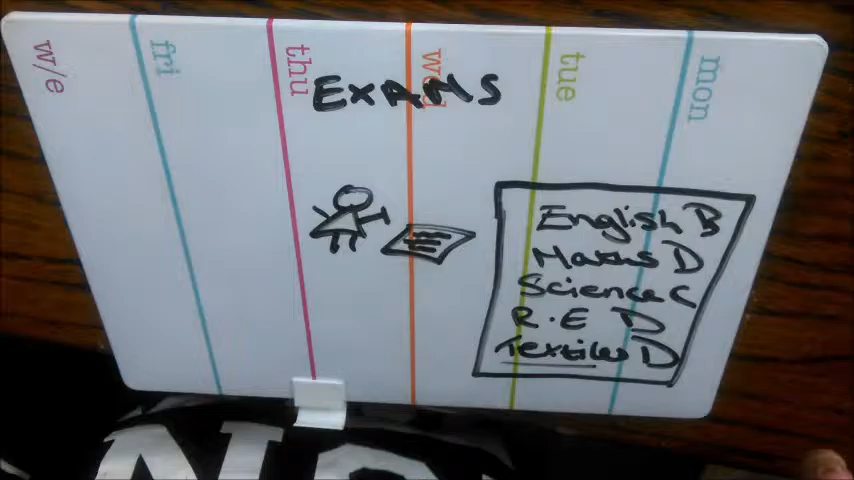 mon
tue
wed
thu
fri
w/e
EXAMS
English B
Maths D
Science C
R.E D
Textiles D